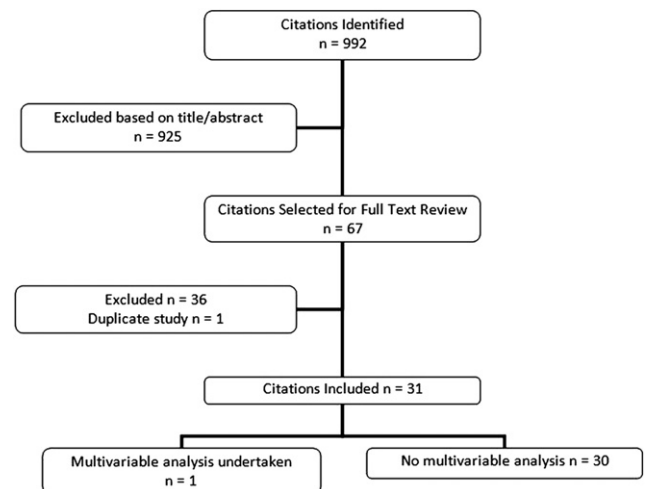 Citations Identified
n = 992
Excluded based on title/abstract
n = 925
Citations Selected for Full Text Review
n = 67
Excluded n = 36
Duplicate study n = 1
Citations Included n = 31
Multivariable analysis undertaken
n = 1
No multivariable analysis n = 30